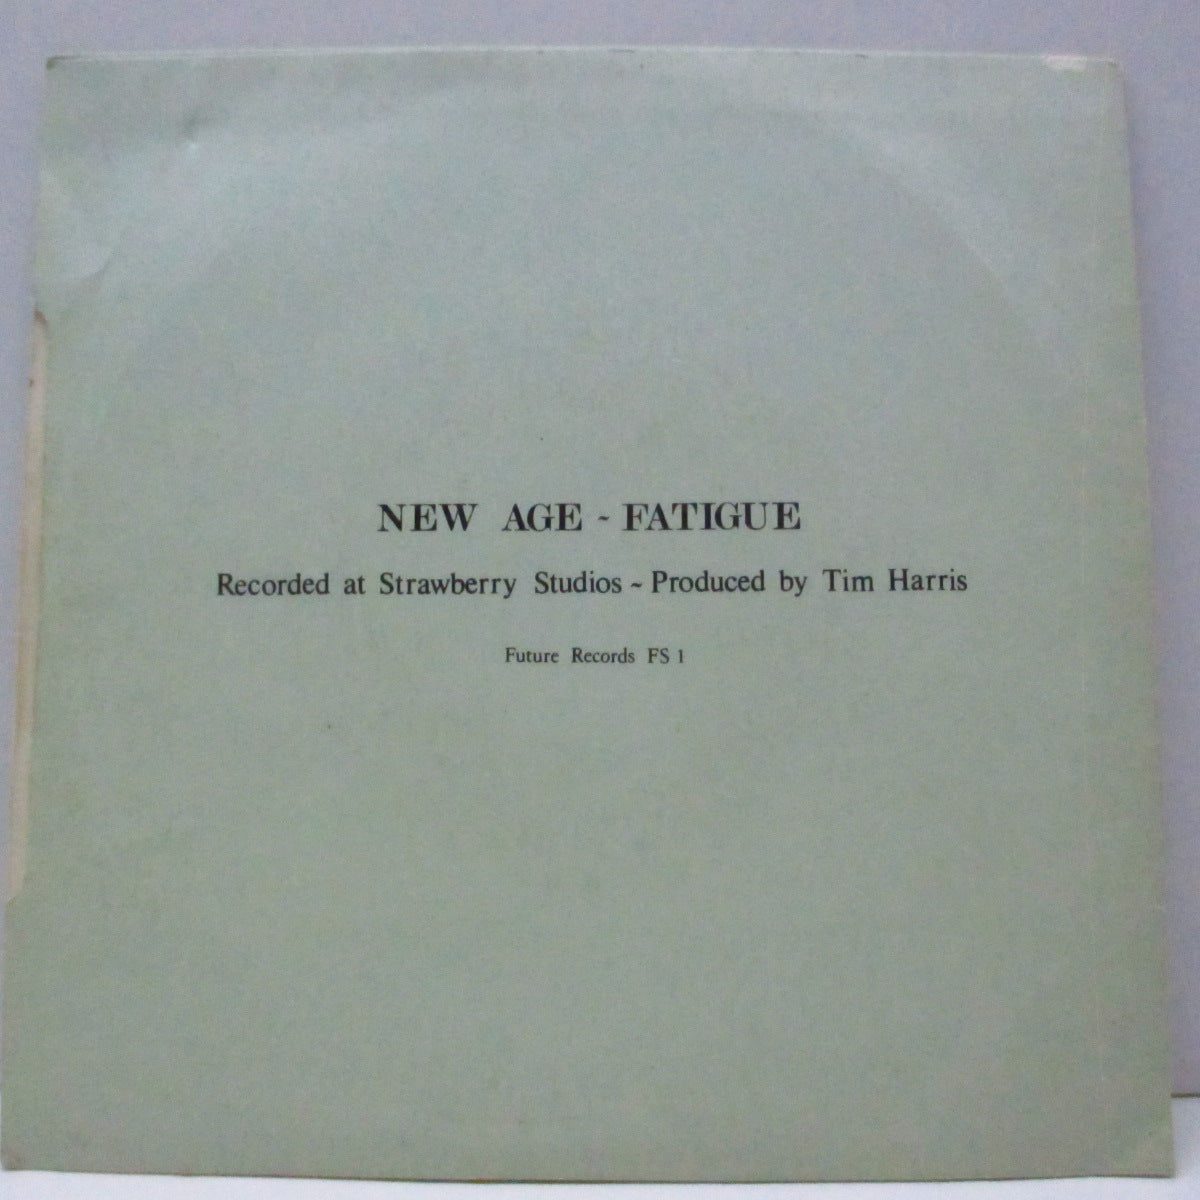 NEW AGE ~ FATIGUE
Recorded at Strawberry Studios ~ Produced by Tim Harris
Future Records FS 1